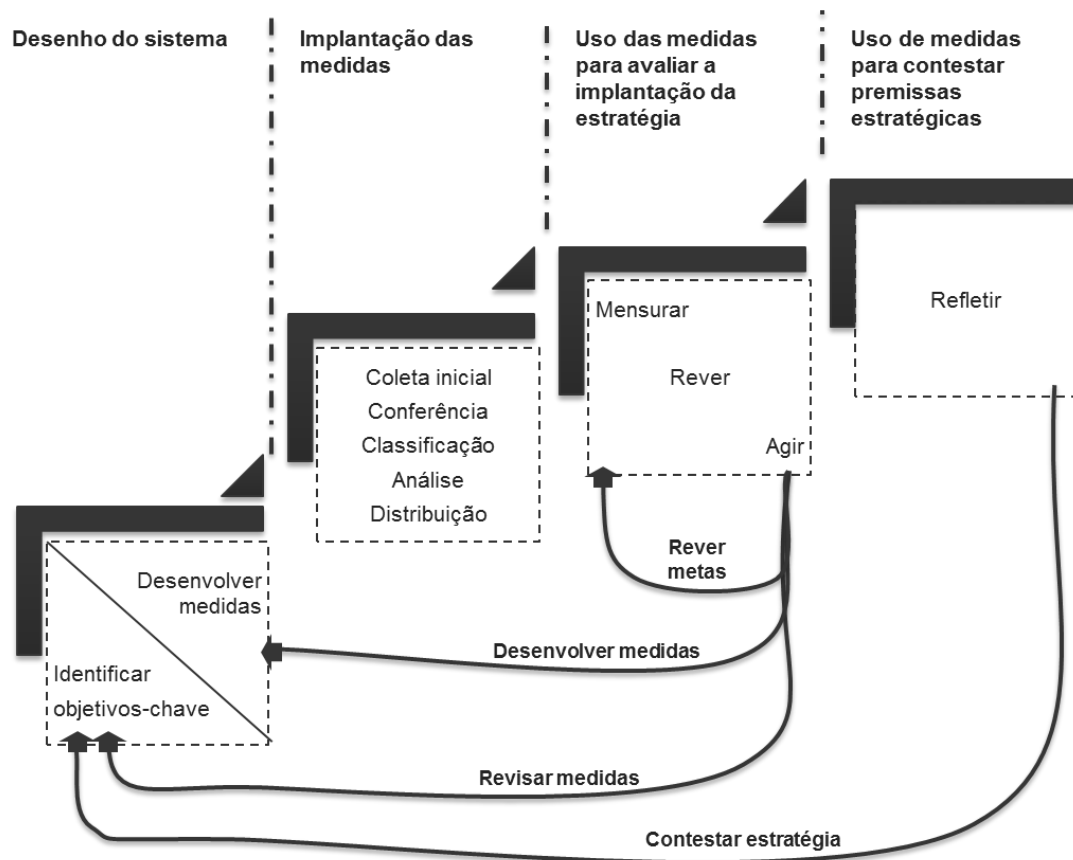 Desenho do sistema
Implantação das
medidas
Uso das medidas
para avaliar a
implantação da
estratégia
Uso de medidas
para contestar
premissas
estratégicas
Refletir
Mensurar
Rever
Agir
Coleta inicial
Conferência
Classificação
Análise
Distribuição
Desenvolver
medidas
Identificar
objetivos-chave
Rever
metas
Desenvolver medidas
Revisar medidas
Contestar estratégia